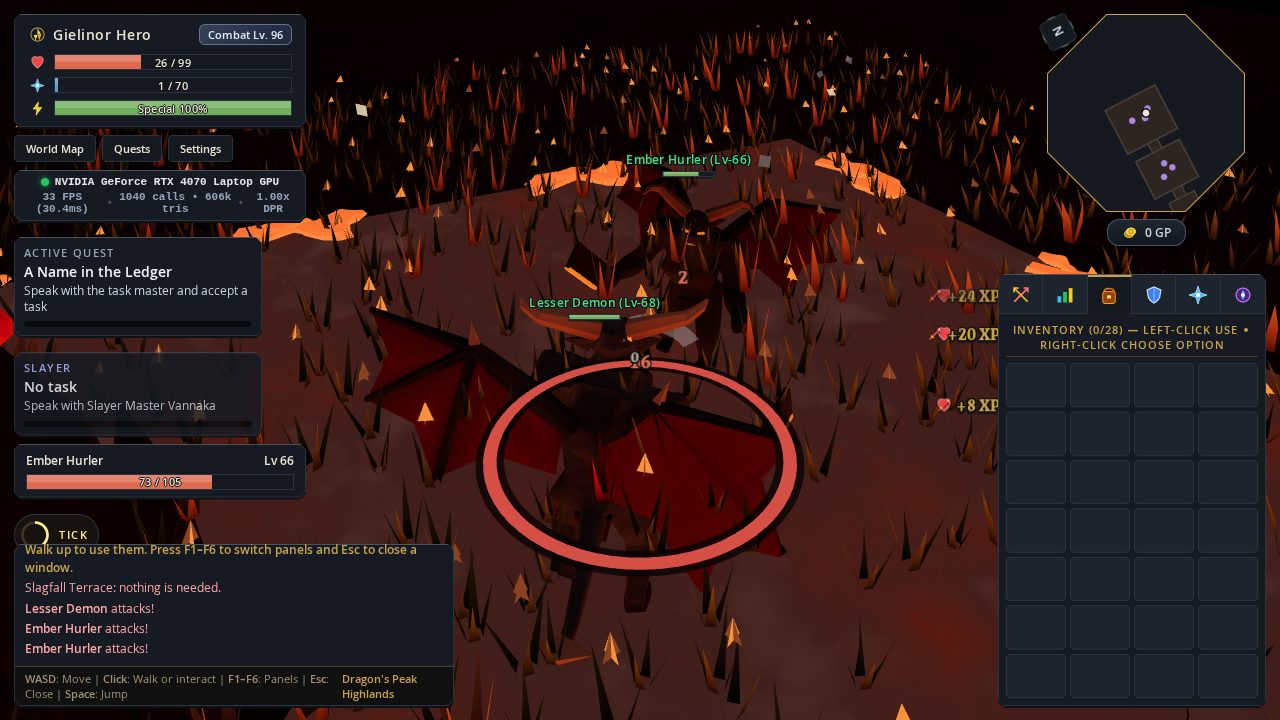 Gielinor Hero
Combat Lv. 96
26 / 99
1 / 70
Special 100%
World Map
Quests
Settings
NVIDIA GeForce RTX 4070 Laptop GPU
33 FPS (30.4ms) • 1040 calls • 606k tris • 1.00x DPR
ACTIVE QUEST
A Name in the Ledger
Speak with the task master and accept a
task
SLAYER
No task
Speak with Slayer Master Vannaka
Ember Hurler
Lv 66
73 / 105
TICK
Walk up to use them. Press F1–F6 to switch panels and Esc to close a
window.
Slagfall Terrace: nothing is needed.
Lesser Demon attacks!
Ember Hurler attacks!
Ember Hurler attacks!
WASD: Move | Click: Walk or interact | F1–F6: Panels | Esc:
Close | Space: Jump
Dragon's Peak
Highlands
Ember Hurler (Lv-66)
2
Lesser Demon (Lv-68)
+24 XP
+20 XP
+8 XP
N
0 GP
INVENTORY (0/28) — LEFT-CLICK USE •
RIGHT-CLICK CHOOSE OPTION